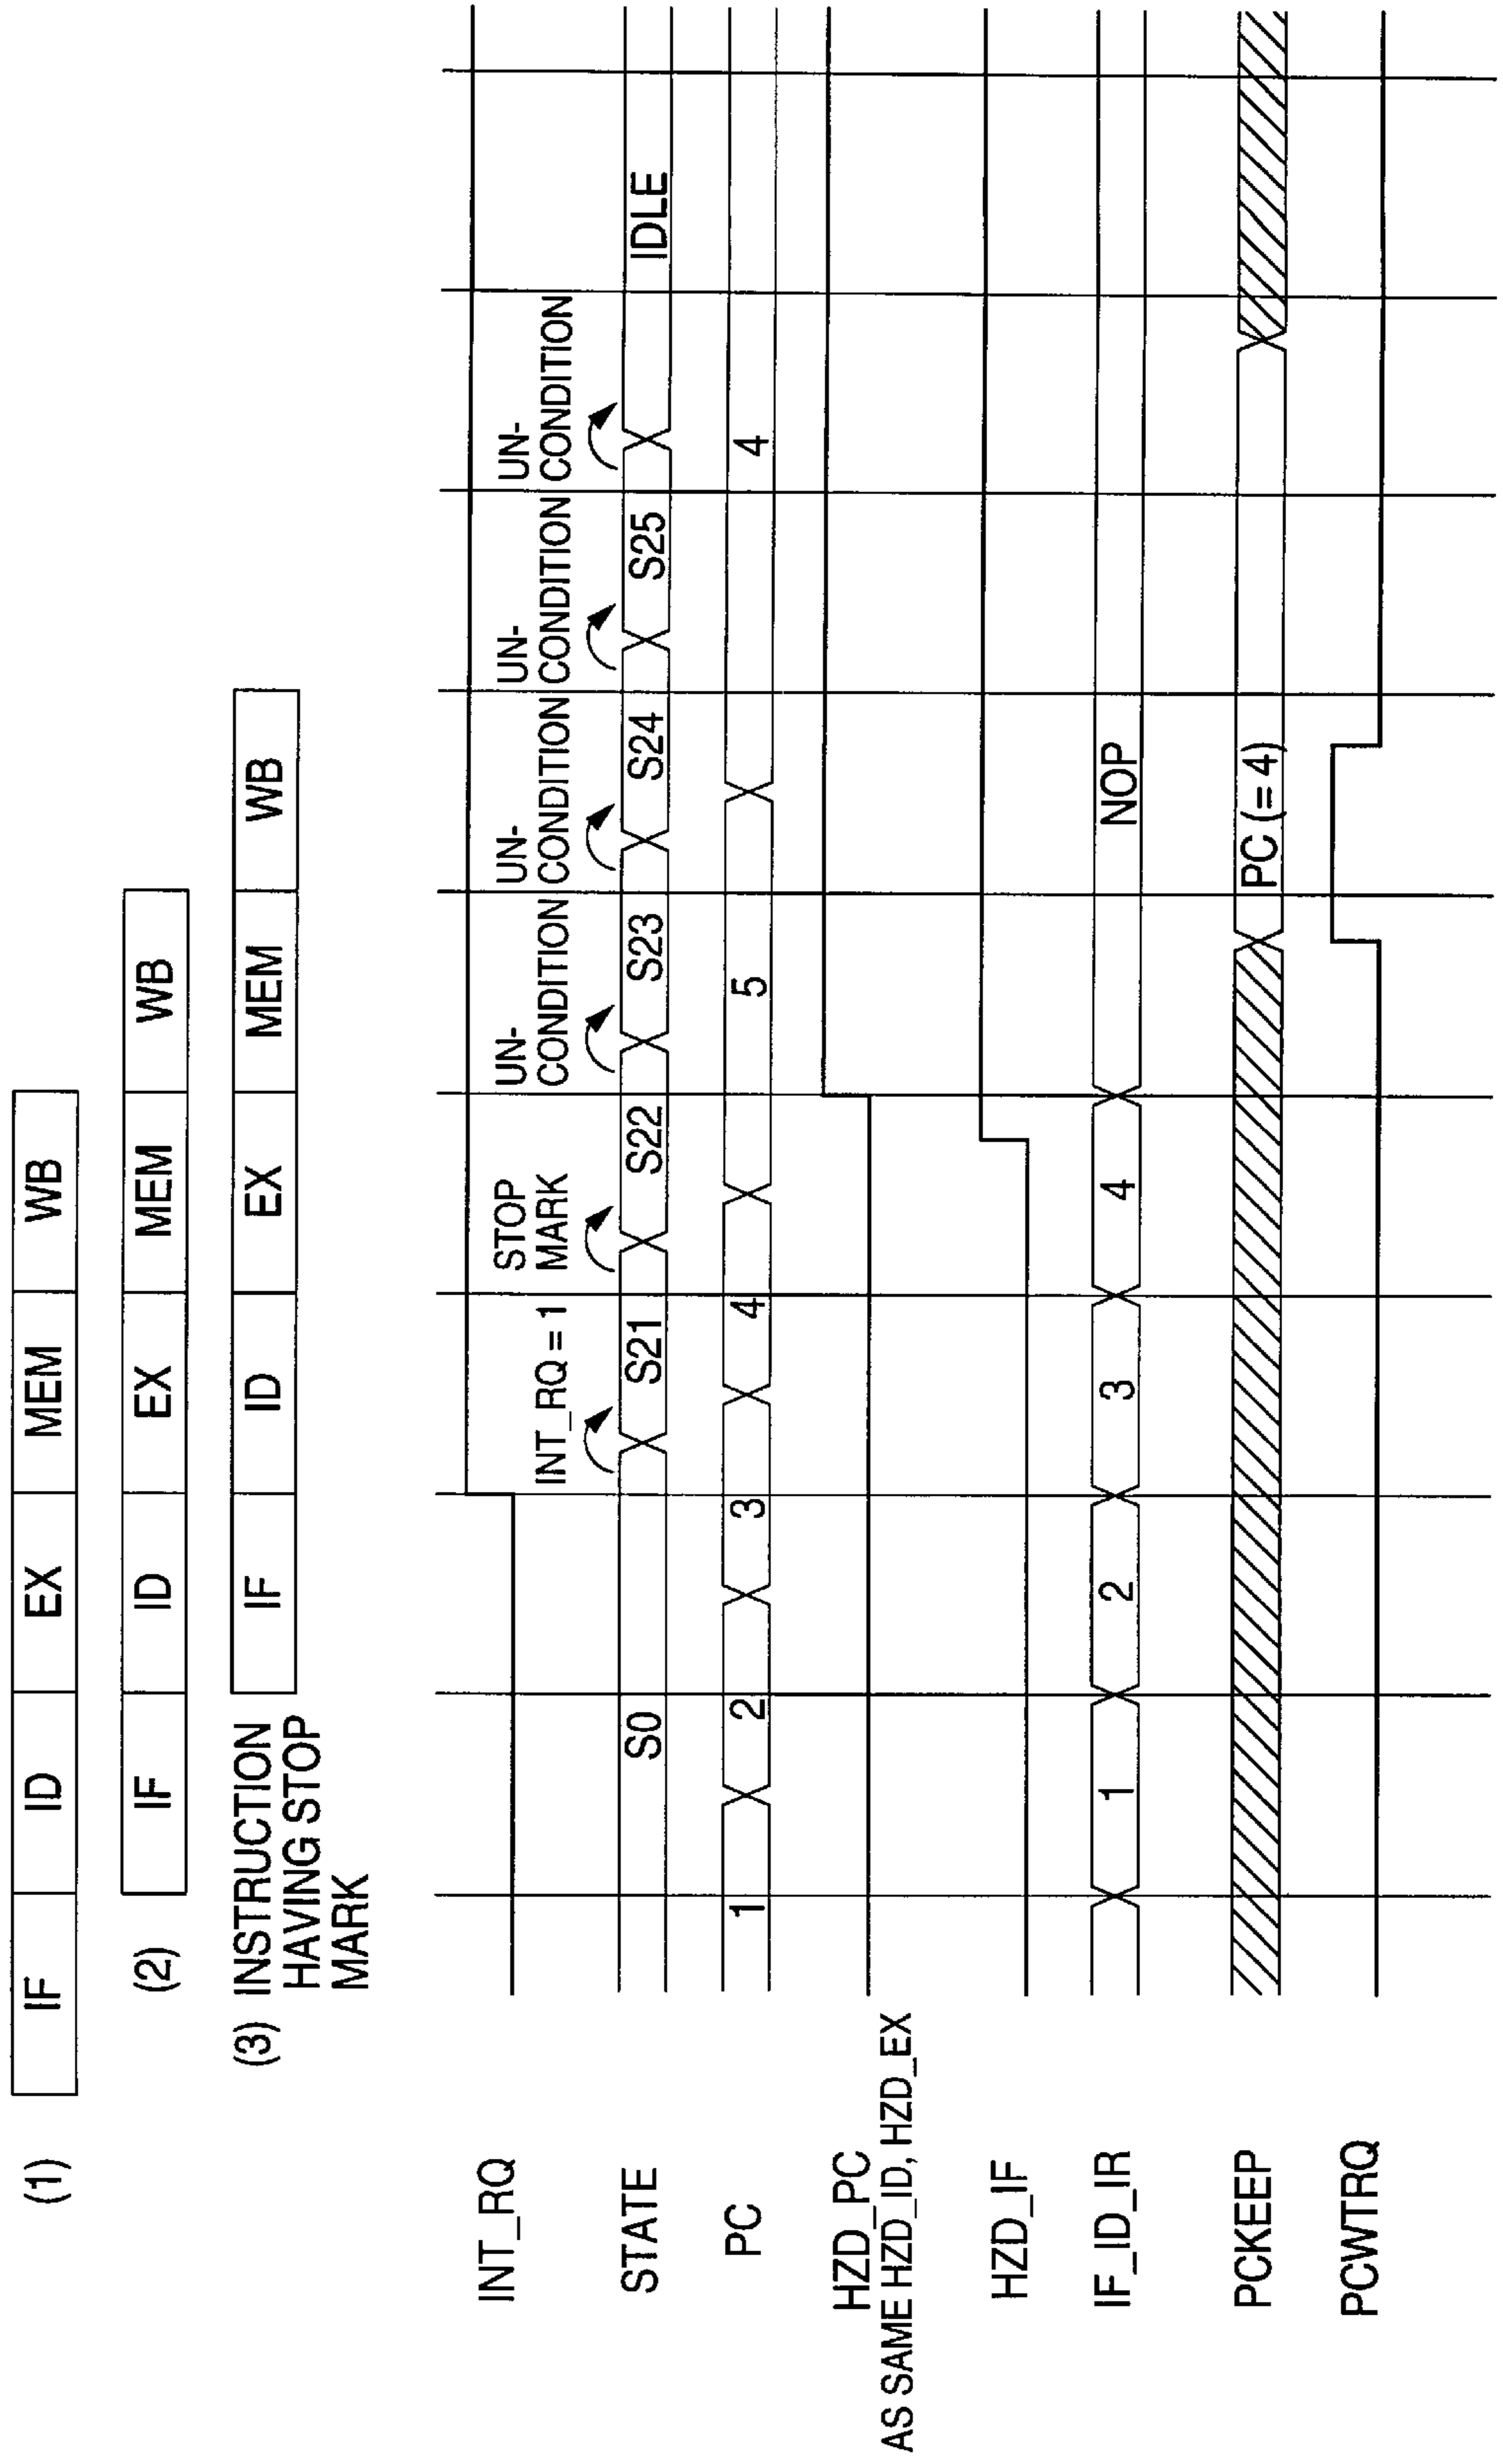 (1) IF ID EX MEM WB
(2) IF ID EX MEM WB
(3) INSTRUCTION IF ID EX MEM WB
HAVING STOP
MARK
INT_RQ
INT_RQ = 1
STOP
MARK
UN-
CONDITION
UN-
CONDITION
UN-
CONDITION
UN-
CONDITION
STATE S0 S21 S22 S23 S24 S25 IDLE
PC 1 2 3 4 5 4
HZD_PC
AS SAME HZD_ID, HZD_EX
HZD_IF
IF_ID_IR 1 2 3 4 NOP
PCKEEP PC (= 4)
PCWTRQ